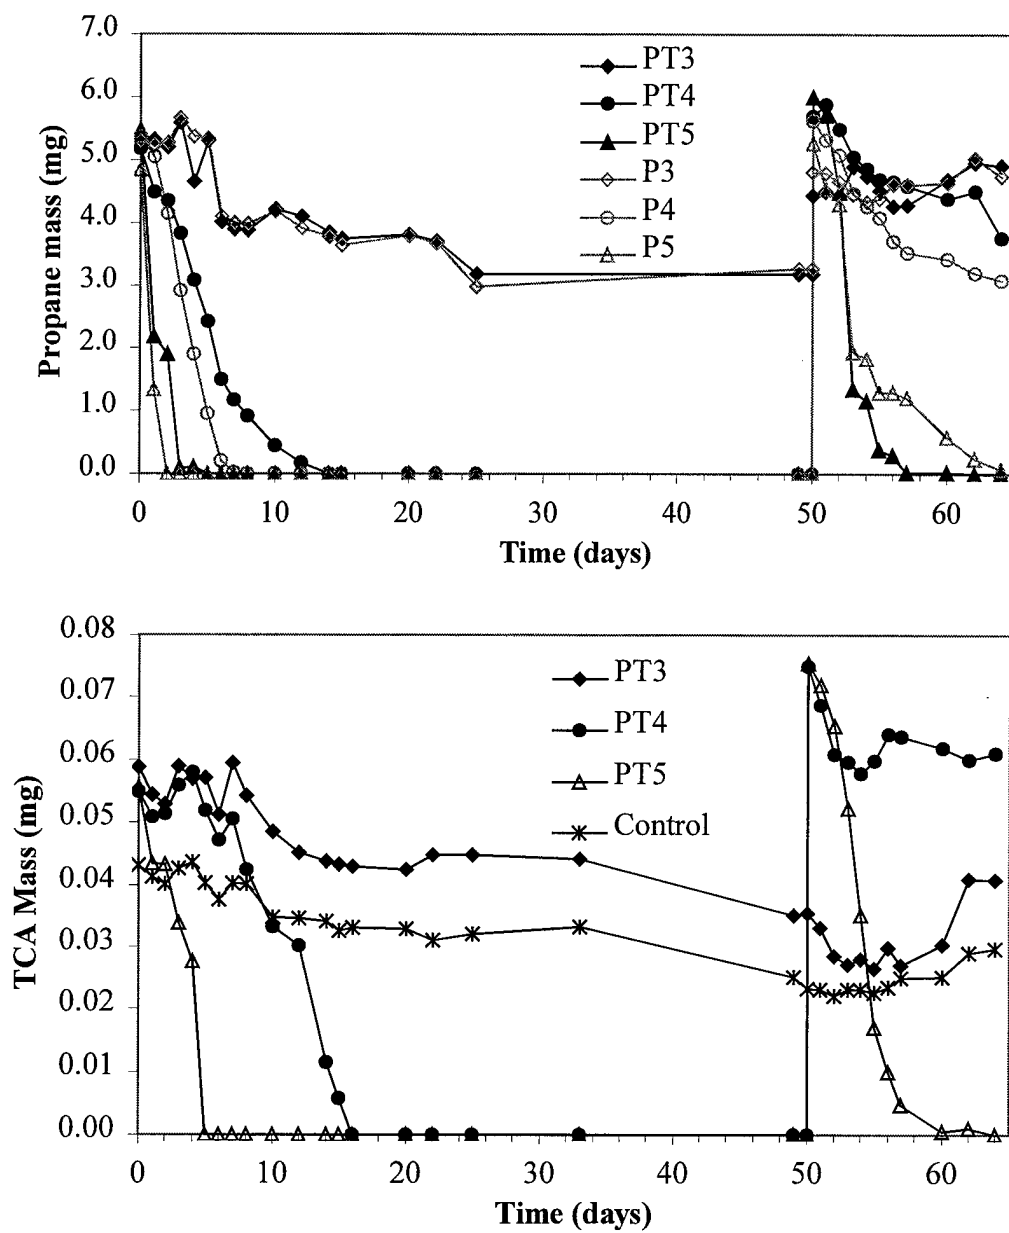 7.0
6.0
5.0
4.0
3.0
2.0
1.0
0.0
Propane mass (mg)
PT3
PT4
PT5
P3
P4
P5
0 10 20 30 40 50 60
Time (days)
0.08
0.07
0.06
0.05
0.04
0.03
0.02
0.01
0.00
TCA Mass (mg)
PT3
PT4
PT5
Control
0 10 20 30 40 50 60
Time (days)